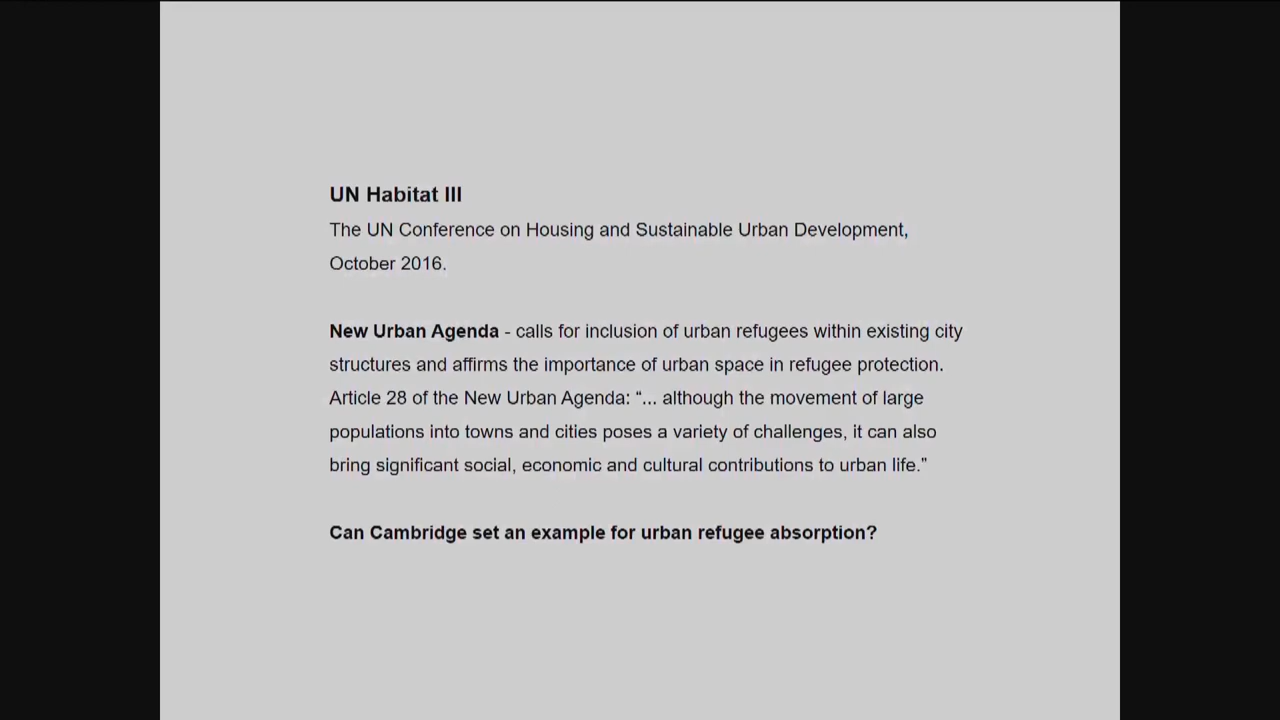 UN Habitat III
The UN Conference on Housing and Sustainable Urban Development,
October 2016.
New Urban Agenda - calls for inclusion of urban refugees within existing city
structures and affirms the importance of urban space in refugee protection.
Article 28 of the New Urban Agenda: “... although the movement of large
populations into towns and cities poses a variety of challenges, it can also
bring significant social, economic and cultural contributions to urban life."
Can Cambridge set an example for urban refugee absorption?